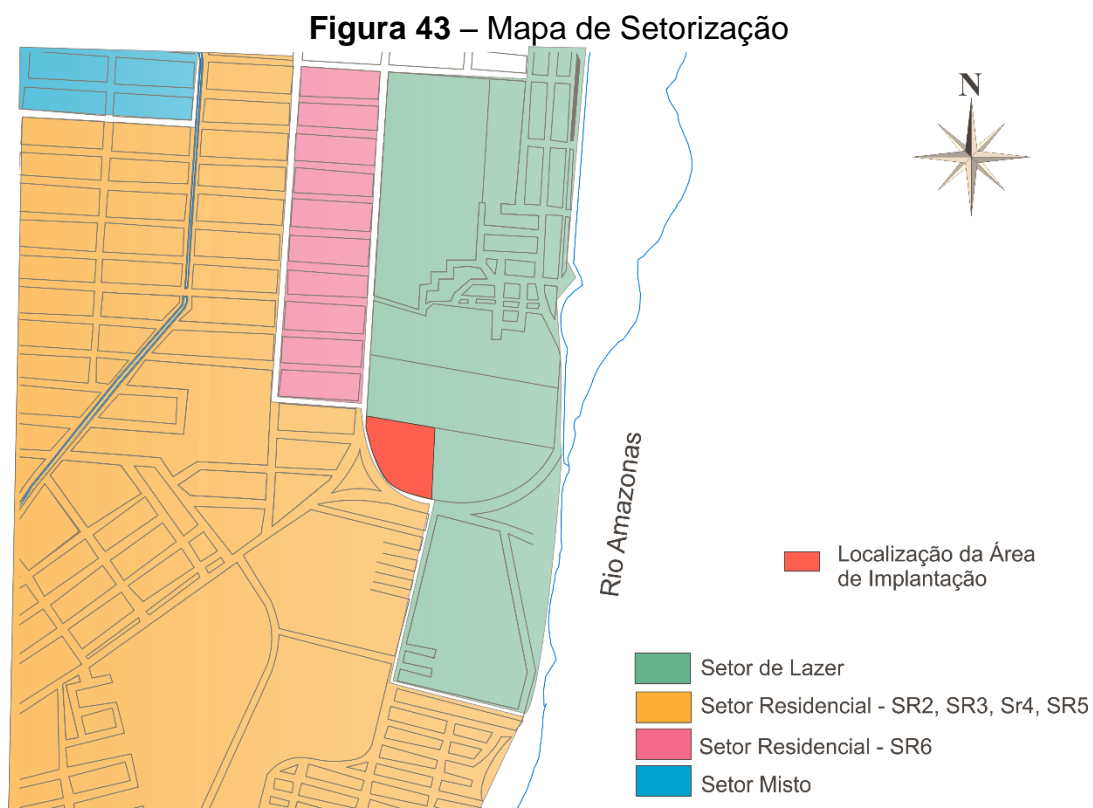 Figura 43 – Mapa de Setorização
N
Rio Amazonas
Localização da Área
de Implantação
Setor de Lazer
Setor Residencial - SR2, SR3, Sr4, SR5
Setor Residencial - SR6
Setor Misto